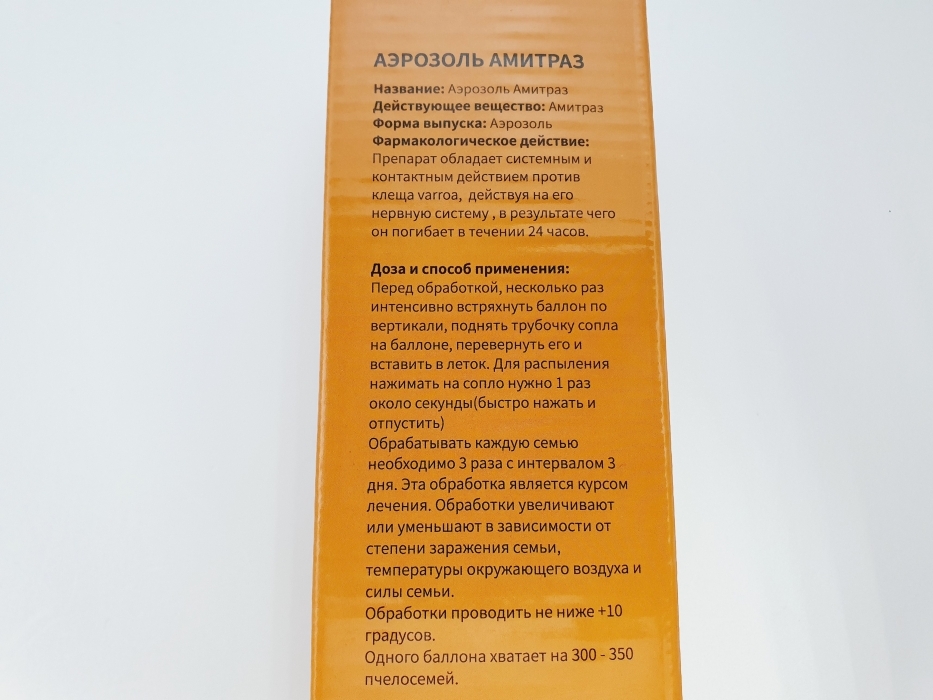 АЭРОЗОЛЬ АМИТРАЗ
Название: Аэрозоль Амитраз
Действующее вещество: Амитраз
Форма выпуска: Аэрозоль
Фармакологическое действие:
Препарат обладает системным и
контактным действием против
клеща varroa, действуя на его
нервную систему , в результате чего
он погибает в течении 24 часов.
Доза и способ применения:
Перед обработкой, несколько раз
интенсивно встряхнуть баллон по
вертикали, поднять трубочку сопла
на баллоне, перевернуть его и
вставить в леток. Для распыления
нажимать на сопло нужно 1 раз
около секунды(быстро нажать и
отпустить)
Обрабатывать каждую семью
необходимо 3 раза с интервалом 3
дня. Эта обработка является курсом
лечения. Обработки увеличивают
или уменьшают в зависимости от
степени заражения семьи,
температуры окружающего воздуха и
силы семьи.
Обработки проводить не ниже +10
градусов.
Одного баллона хватает на 300 - 350
пчелосемей.